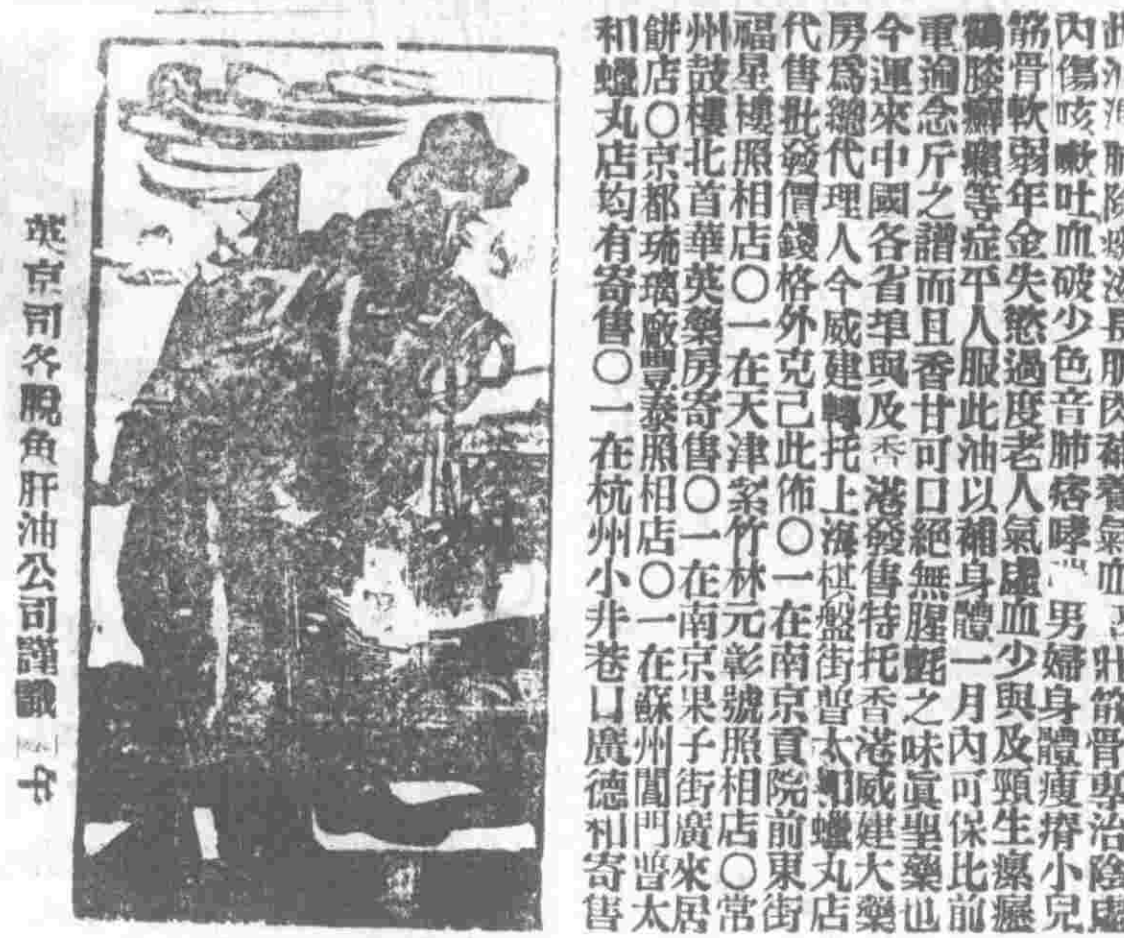 滋長肌肉補養氣血壯筋骨專治陰虛
內傷咳嗽吐血破少色音肺癆哮男婦身體瘦瘠小兒
筋骨軟弱年金失慾過度老人氣虛血少與及頸生瘰癧
鶴膝癬癩等症平人服此油以補身體一月內可保比前
重逾念斤之譜而且香甘可口絕無腥氈之味眞聖藥也
今運來中國各省埠與及香港發售特托香港威建大藥
房爲總代理人今威建轉托上海棋盤街普太和蠟丸店
代售批發價錢格外克己此佈〇一在南京貢院前東街
福星樓照相店〇一在天津紫竹林元彰號照相店〇常
州鼓樓北首華英藥房寄售〇一在南京果子街廣來居
餅店〇京都琉璃廠豐泰照相店〇一在蘇州閶門普太
和蠟丸店均有寄售〇一在杭州小井巷口廣德和寄售
英京司各脫魚肝油公司謹識